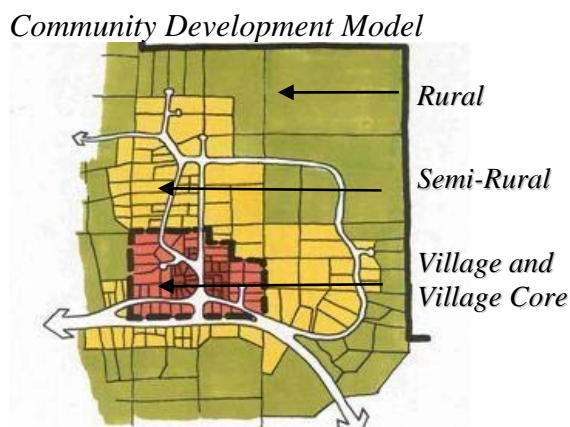 Community Development Model
Rural
Semi-Rural
Village and
Village Core